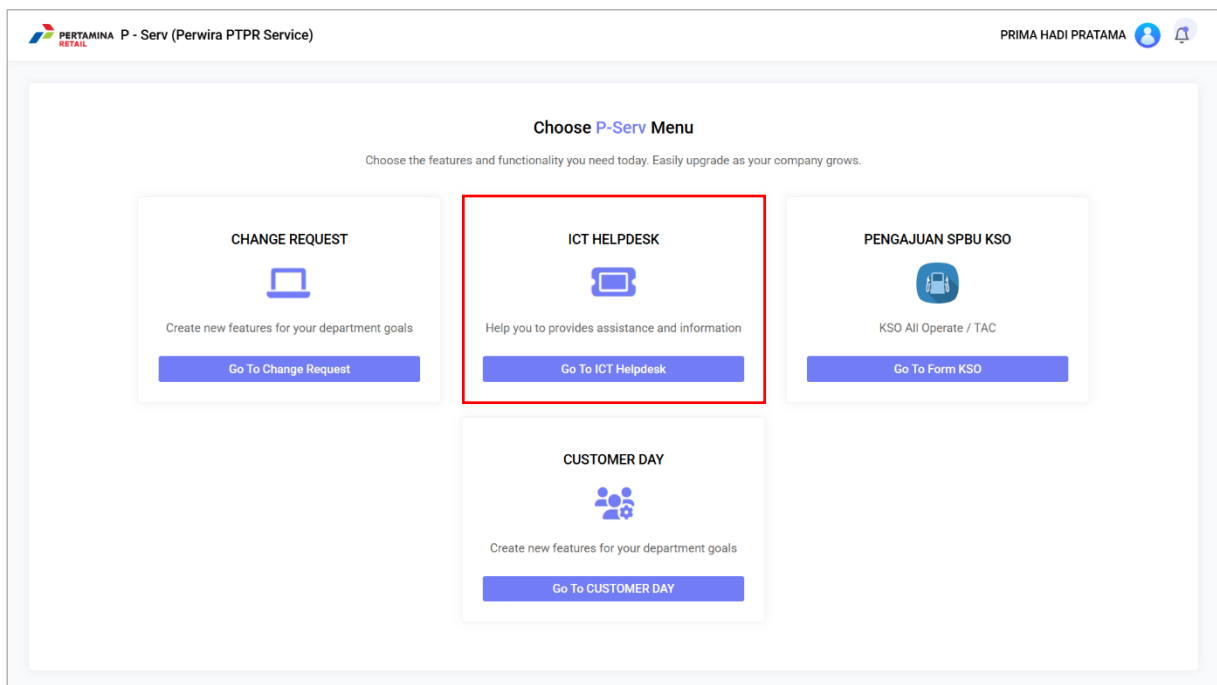 PERTAMINA
RETAIL
P - Serv (Perwira PTPR Service)
PRIMA HADI PRATAMA
Choose P-Serv Menu
Choose the features and functionality you need today. Easily upgrade as your company grows.
CHANGE REQUEST
Create new features for your department goals
Go To Change Request
ICT HELPDESK
Help you to provides assistance and information
Go To ICT Helpdesk
PENGAJUAN SPBU KSO
KSO All Operate / TAC
Go To Form KSO
CUSTOMER DAY
Create new features for your department goals
Go To CUSTOMER DAY